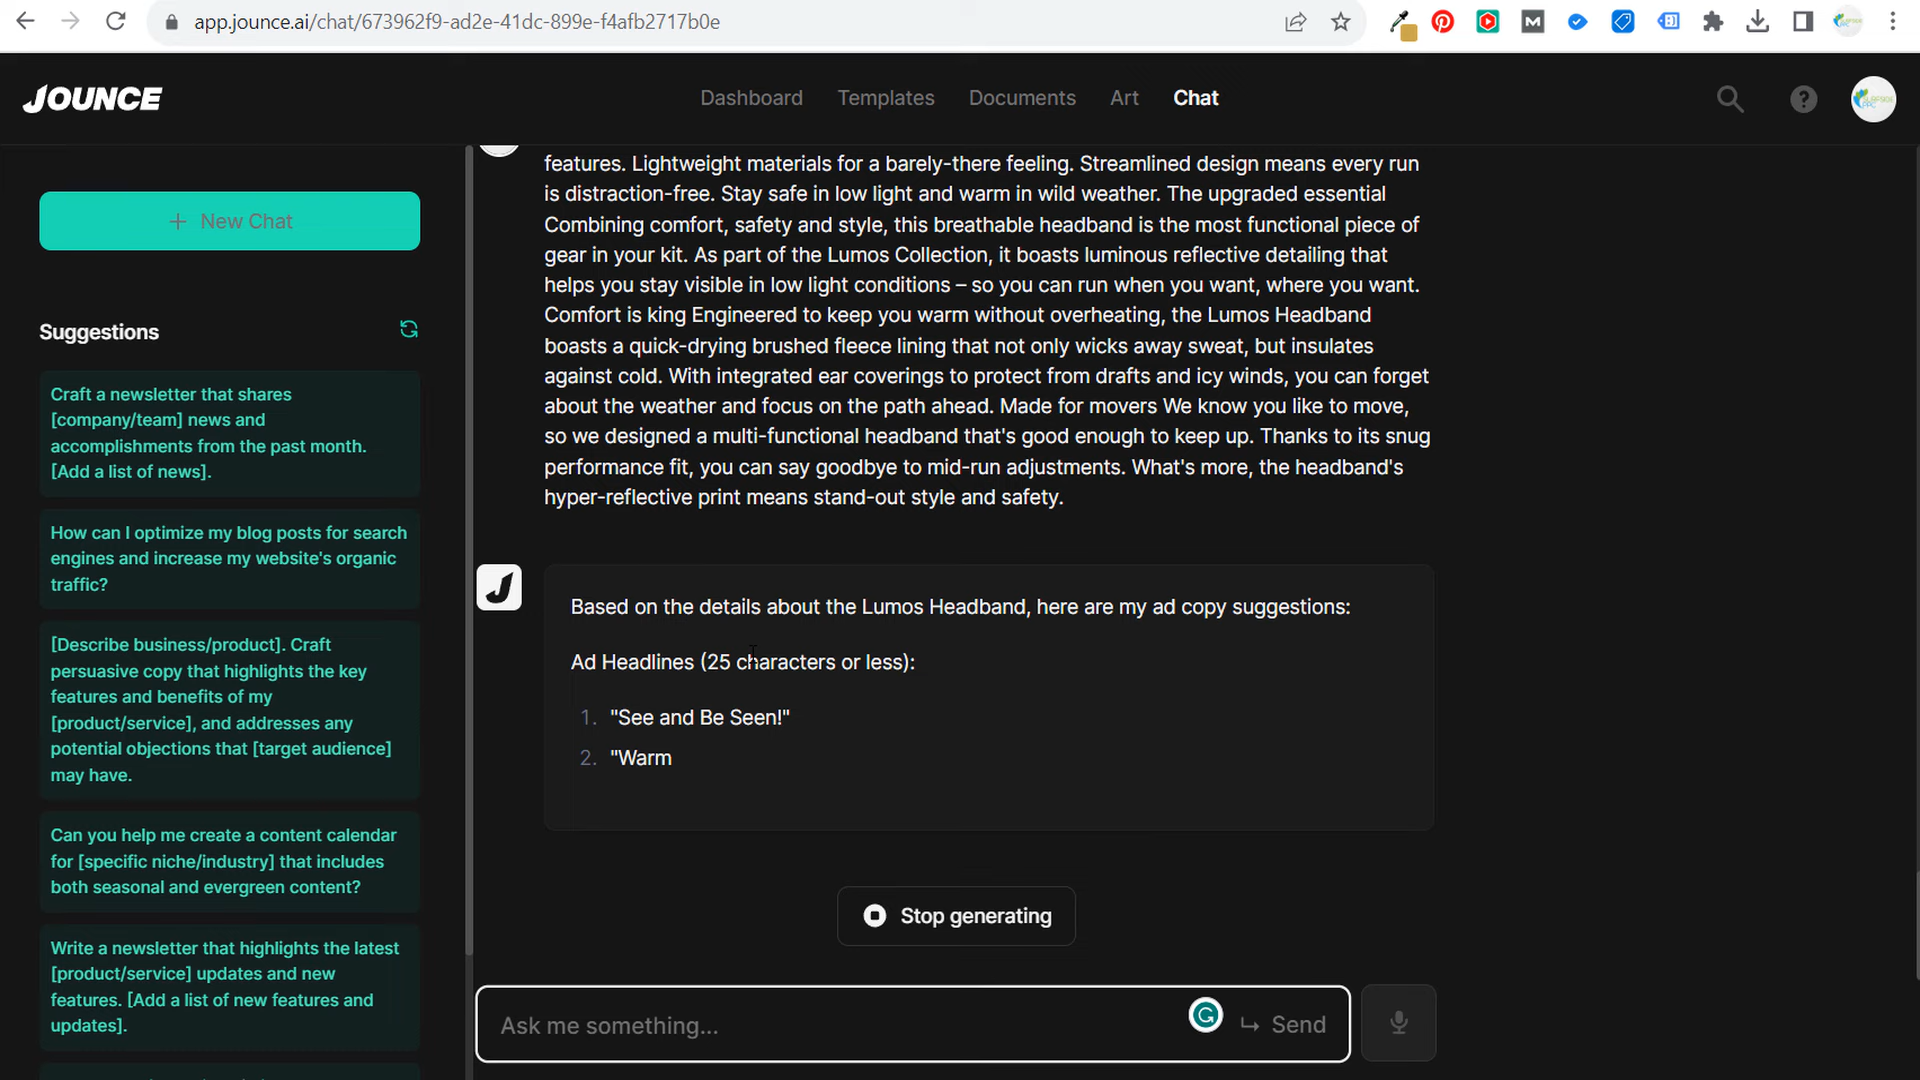 app.jounce.ai/chat/673962f9-ad2e-41dc-899e-f4afb2717b0e
JOUNCE
Dashboard
Templates
Documents
Art
Chat
+ New Chat
Suggestions
Craft a newsletter that shares
[company/team] news and
accomplishments from the past month.
[Add a list of news].
How can I optimize my blog posts for search
engines and increase my website's organic
traffic?
[Describe business/product]. Craft
persuasive copy that highlights the key
features and benefits of my
[product/service], and addresses any
potential objections that [target audience]
may have.
Can you help me create a content calendar
for [specific niche/industry] that includes
both seasonal and evergreen content?
Write a newsletter that highlights the latest
[product/service] updates and new
features. [Add a list of new features and
updates].
features. Lightweight materials for a barely-there feeling. Streamlined design means every run
is distraction-free. Stay safe in low light and warm in wild weather. The upgraded essential
Combining comfort, safety and style, this breathable headband is the most functional piece of
gear in your kit. As part of the Lumos Collection, it boasts luminous reflective detailing that
helps you stay visible in low light conditions – so you can run when you want, where you want.
Comfort is king Engineered to keep you warm without overheating, the Lumos Headband
boasts a quick-drying brushed fleece lining that not only wicks away sweat, but insulates
against cold. With integrated ear coverings to protect from drafts and icy winds, you can forget
about the weather and focus on the path ahead. Made for movers We know you like to move,
so we designed a multi-functional headband that's good enough to keep up. Thanks to its snug
performance fit, you can say goodbye to mid-run adjustments. What's more, the headband's
hyper-reflective print means stand-out style and safety.
Based on the details about the Lumos Headband, here are my ad copy suggestions:
Ad Headlines (25 characters or less):
1. "See and Be Seen!"
2. "Warm
Stop generating
Ask me something...
Send